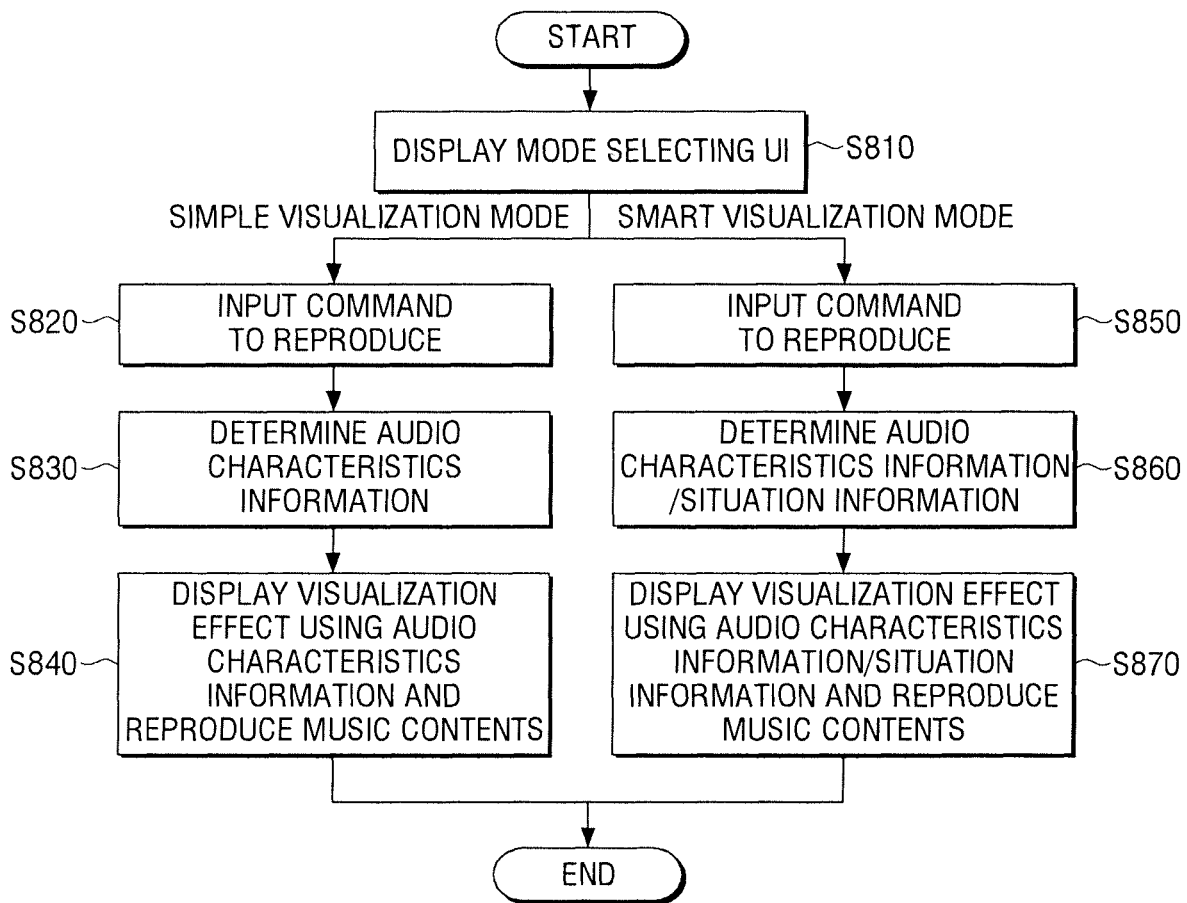 START
DISPLAY MODE SELECTING UI
S810
SIMPLE VISUALIZATION MODE
SMART VISUALIZATION MODE
S820
INPUT COMMAND
TO REPRODUCE
INPUT COMMAND
TO REPRODUCE
S850
S830
DETERMINE AUDIO
CHARACTERISTICS
INFORMATION
DETERMINE AUDIO
CHARACTERISTICS INFORMATION
/SITUATION INFORMATION
S860
S840
DISPLAY VISUALIZATION
EFFECT USING AUDIO
CHARACTERISTICS
INFORMATION AND
REPRODUCE MUSIC CONTENTS
DISPLAY VISUALIZATION EFFECT
USING AUDIO CHARACTERISTICS
INFORMATION/SITUATION
INFORMATION AND REPRODUCE
MUSIC CONTENTS
S870
END